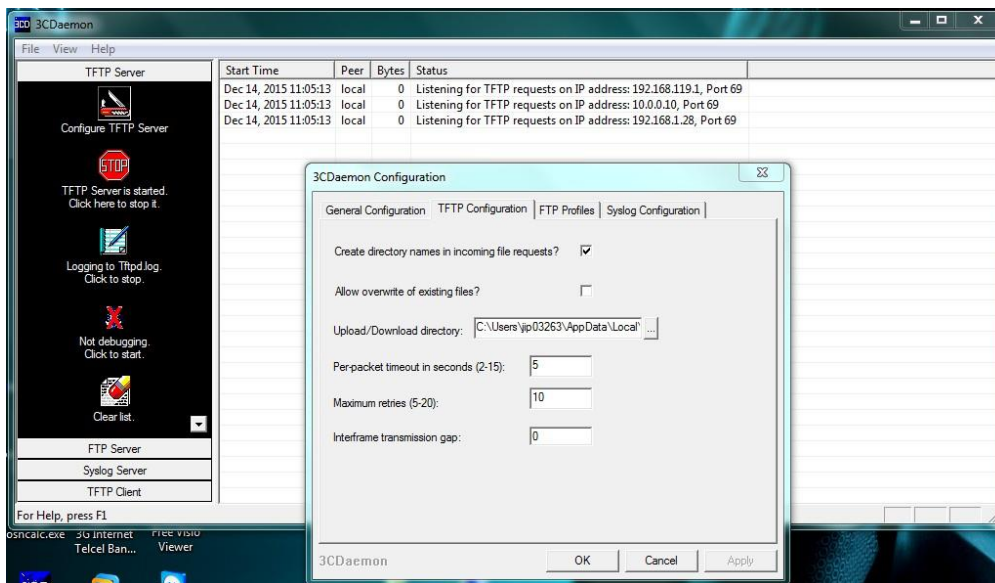 3CD 3CDaemon
File View Help
TFTP Server
Configure TFTP Server
STOP
TFTP Server is started.
Click here to stop it.
Logging to Tftpd.log.
Click to stop.
Not debugging.
Click to start.
Clear list.
FTP Server
Syslog Server
TFTP Client
Start Time Peer Bytes Status
Dec 14, 2015 11:05:13 local 0 Listening for TFTP requests on IP address: 192.168.119.1, Port 69
Dec 14, 2015 11:05:13 local 0 Listening for TFTP requests on IP address: 10.0.0.10, Port 69
Dec 14, 2015 11:05:13 local 0 Listening for TFTP requests on IP address: 192.168.1.28, Port 69
3CDaemon Configuration
General Configuration TFTP Configuration FTP Profiles Syslog Configuration
Create directory names in incoming file requests?
Allow overwrite of existing files?
Upload/Download directory: C:\Users\jip03263\AppData\Local\ ...
Per-packet timeout in seconds (2-15): 5
Maximum retries (5-20): 10
Interframe transmission gap: 0
3CDaemon OK Cancel Apply
For Help, press F1
osncalc.exe 3G Internet Free Visio
Telcel Ban... Viewer